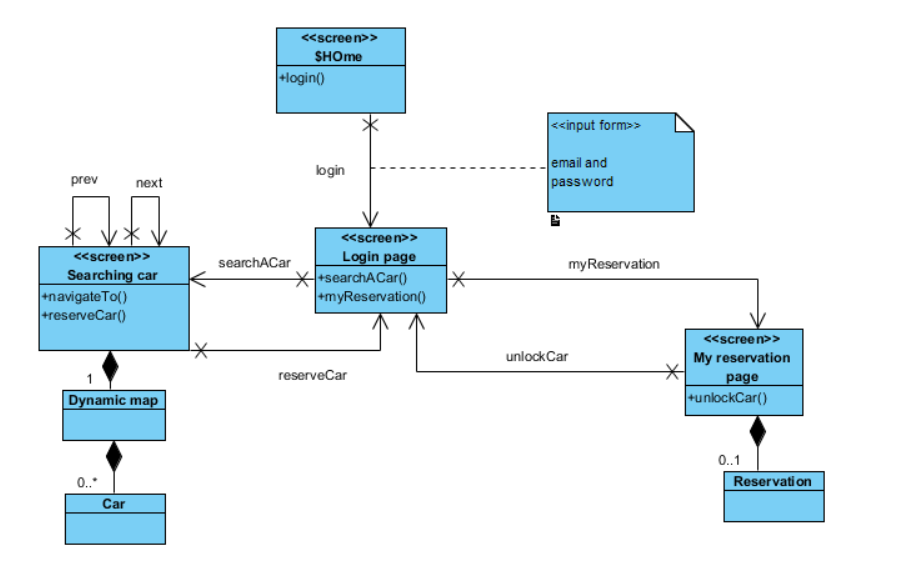 <<screen>>
$HOme
+login()
<<input form>>
email and
password
login
prev
next
<<screen>>
Searching car
+navigateTo()
+reserveCar()
searchACar
<<screen>>
Login page
+searchACar()
+myReservation()
myReservation
reserveCar
unlockCar
<<screen>>
My reservation
page
+unlockCar()
1
Dynamic map
0..*
Car
0..1
Reservation